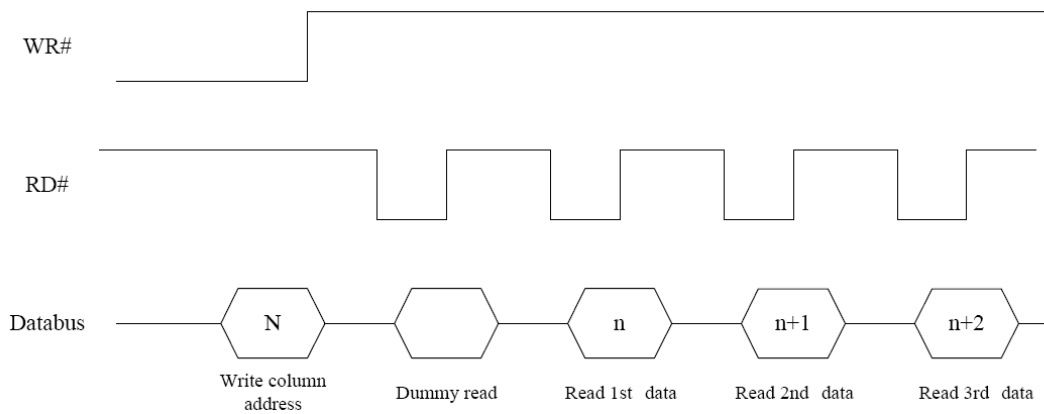 WR#
RD#
Databus
N
n
n+1
n+2
Write column
address
Dummy read
Read 1st data
Read 2nd data
Read 3rd data